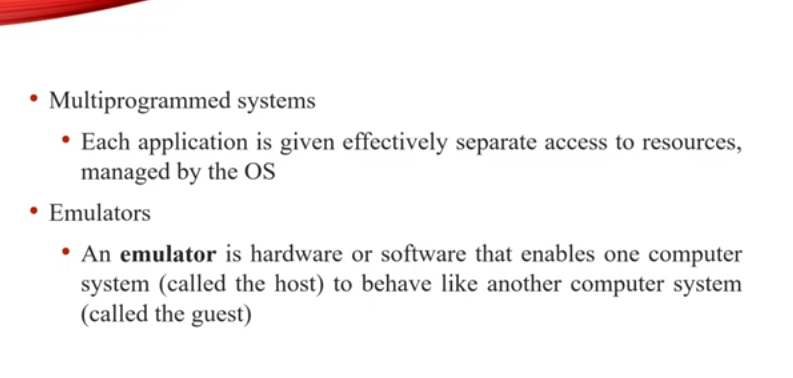 • Multiprogrammed systems
• Each application is given effectively separate access to resources,
managed by the OS
• Emulators
• An emulator is hardware or software that enables one computer
system (called the host) to behave like another computer system
(called the guest)